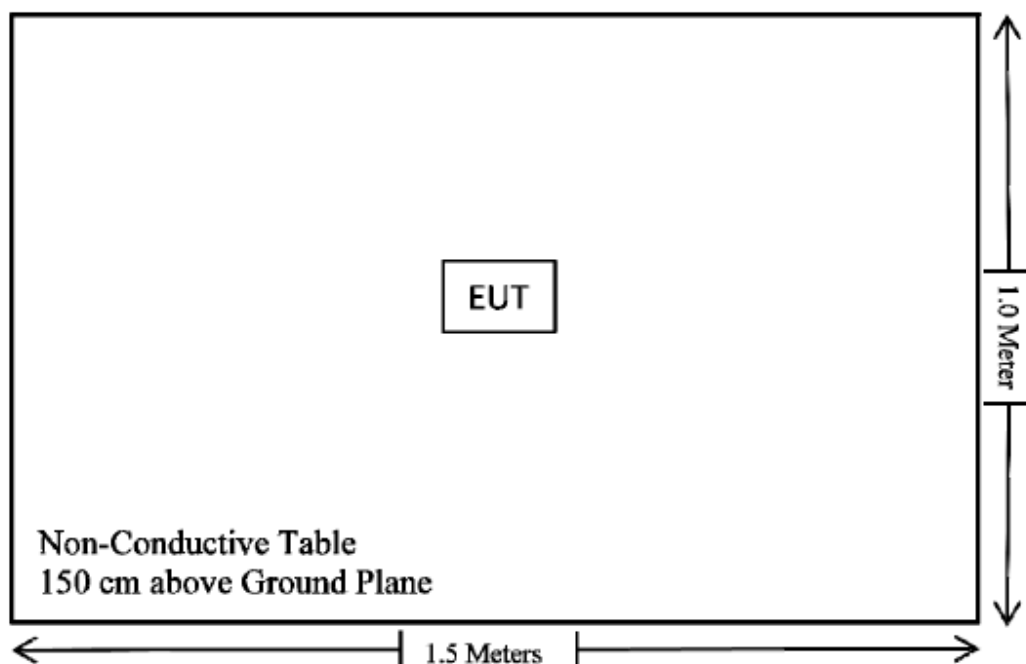 EUT
1.0 Meter
Non-Conductive Table
150 cm above Ground Plane
1.5 Meters